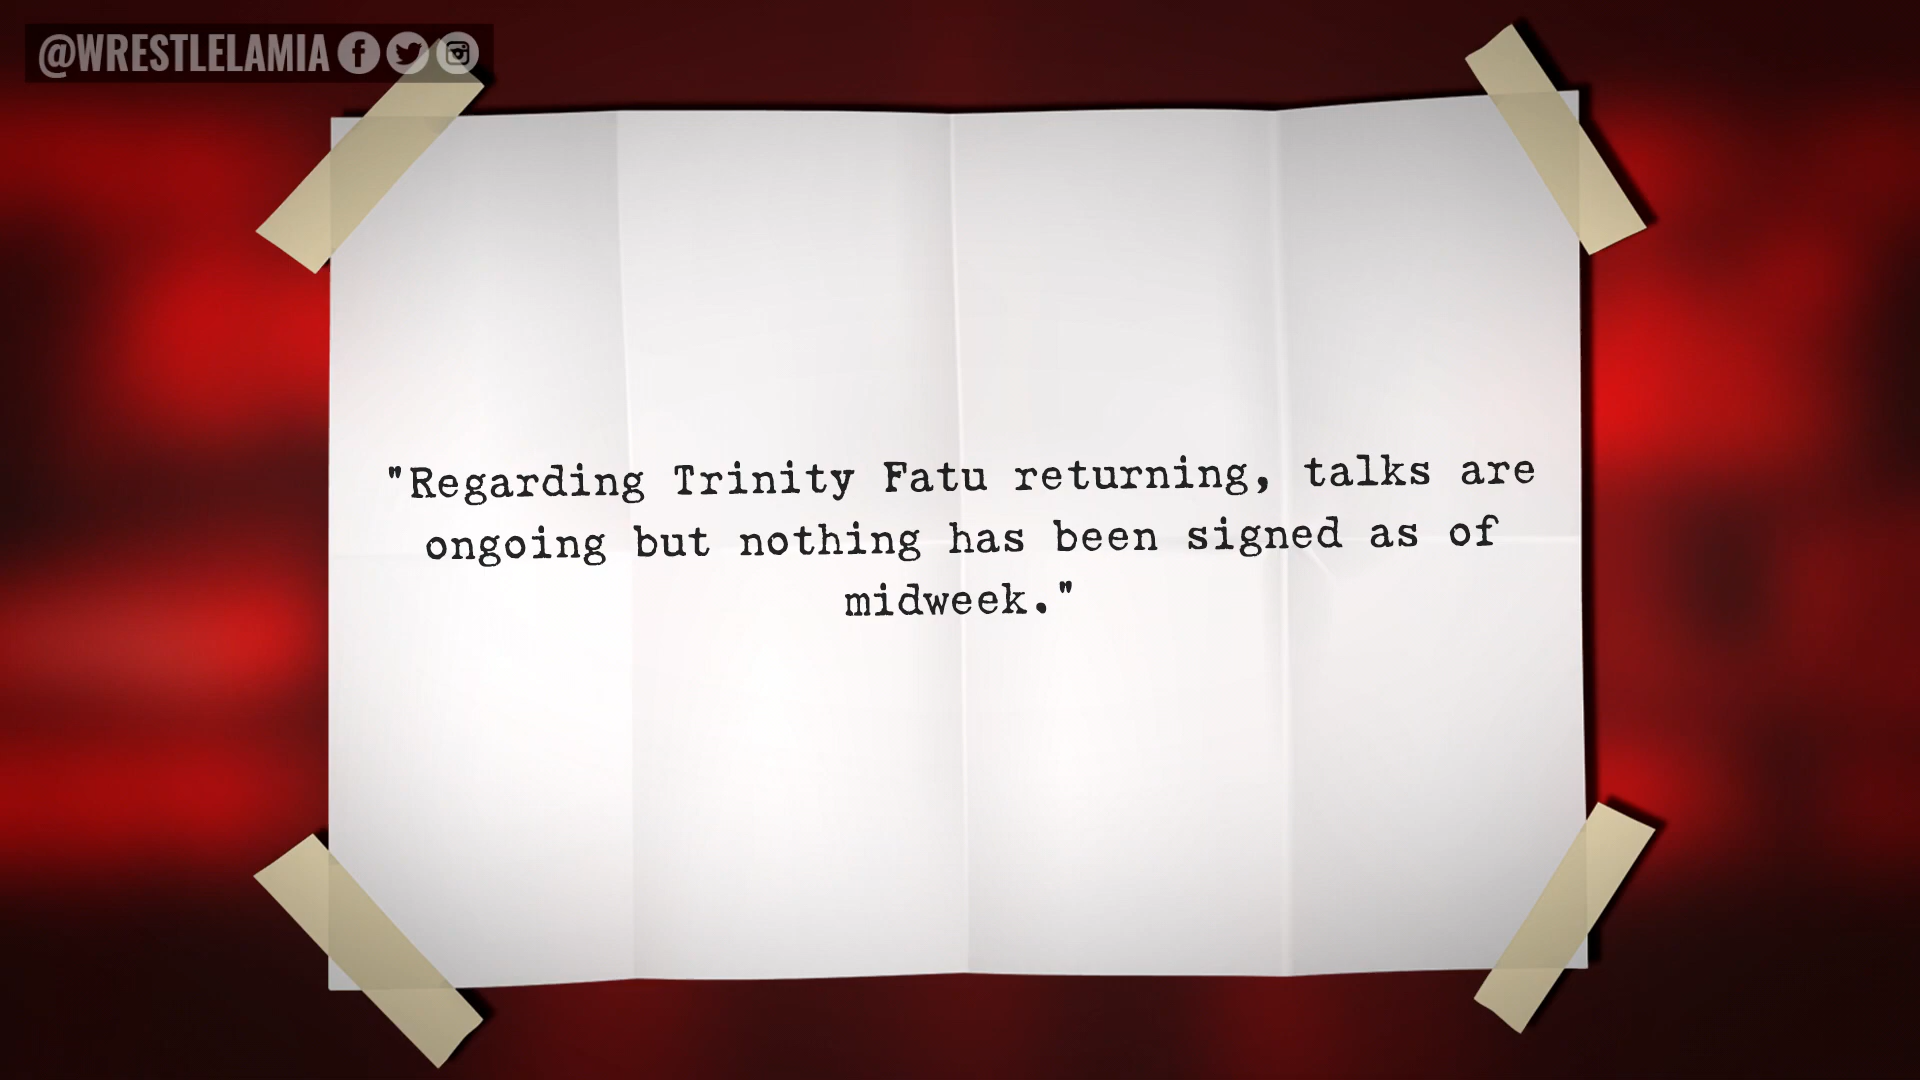 @WRESTLELAMIA
"Regarding Trinity Fatu returning, talks are
ongoing but nothing has been signed as of
midweek."